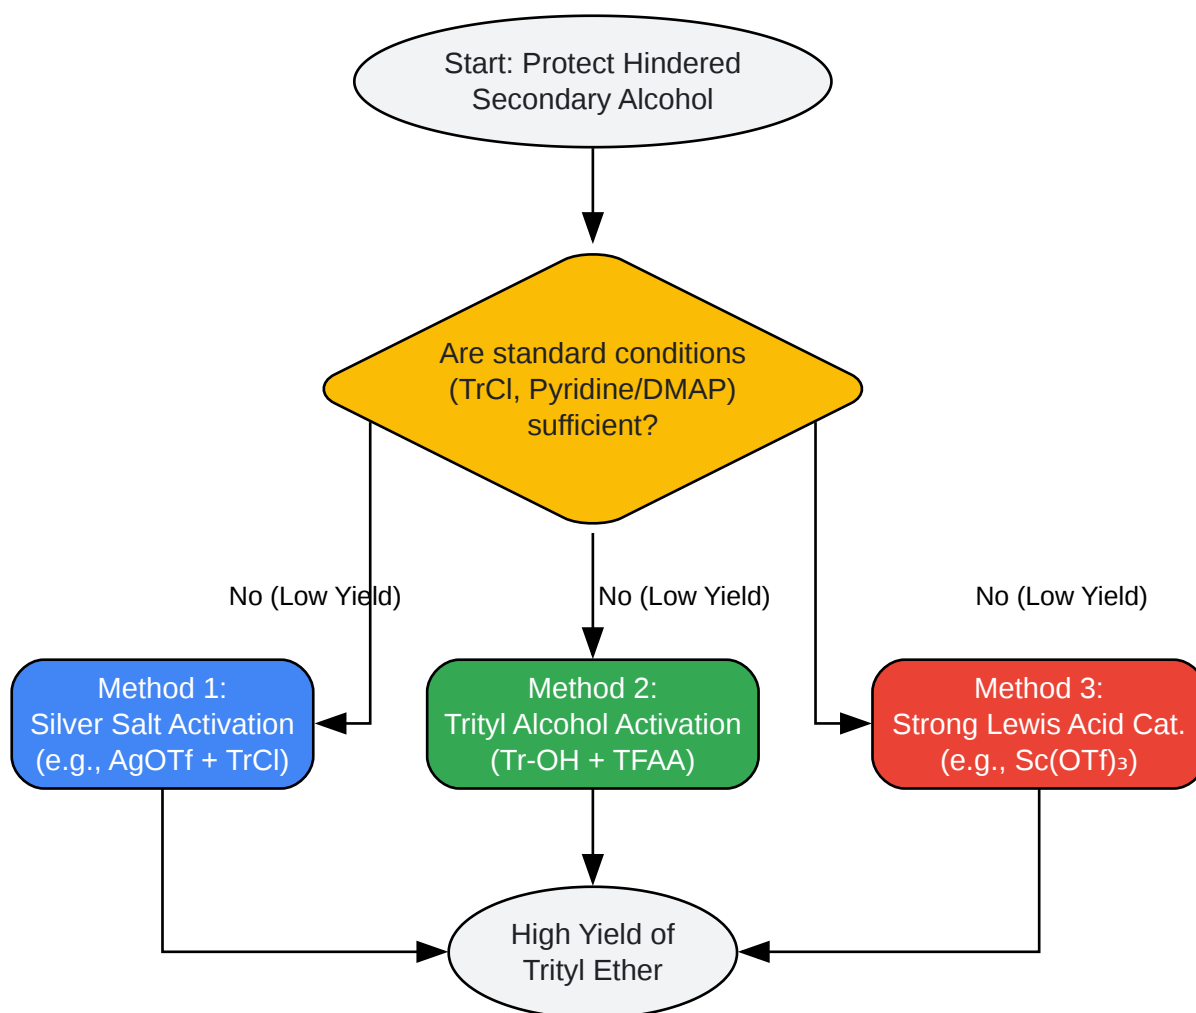 Start: Protect Hindered
Secondary Alcohol
Are standard conditions
(TrCl, Pyridine/DMAP)
sufficient?
No (Low Yield)
No (Low Yield)
No (Low Yield)
Method 1:
Silver Salt Activation
(e.g., AgOTf + TrCl)
Method 2:
Trityl Alcohol Activation
(Tr-OH + TFAA)
Method 3:
Strong Lewis Acid Cat.
(e.g., Sc(OTf)₃)
High Yield of
Trityl Ether